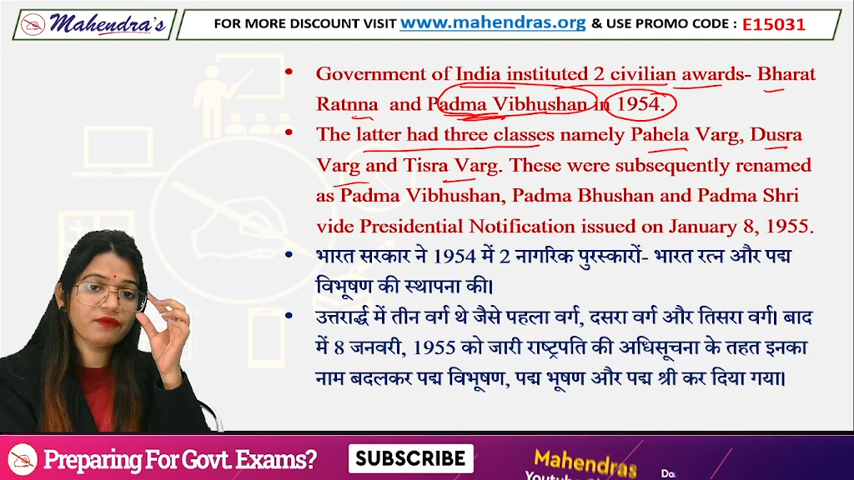 Mahendra's
FOR MORE DISCOUNT VISIT www.mahendras.org & USE PROMO CODE : E15031
• Government of India instituted 2 civilian awards- Bharat
Ratnna and Padma Vibhushan in 1954.
• The latter had three classes namely Pahela Varg, Dusra
Varg and Tisra Varg. These were subsequently renamed
as Padma Vibhushan, Padma Bhushan and Padma Shri
vide Presidential Notification issued on January 8, 1955.
• भारत सरकार ने 1954 में 2 नागरिक पुरस्कारों- भारत रत्न और पद्म
विभूषण की स्थापना की।
• उत्तरार्द्ध में तीन वर्ग थे जैसे पहला वर्ग, दसरा वर्ग और तिसरा वर्ग। बाद
में 8 जनवरी, 1955 को जारी राष्ट्रपति की अधिसूचना के तहत इनका
नाम बदलकर पद्म विभूषण, पद्म भूषण और पद्म श्री कर दिया गया।
Preparing For Govt. Exams?
SUBSCRIBE
Mahendras